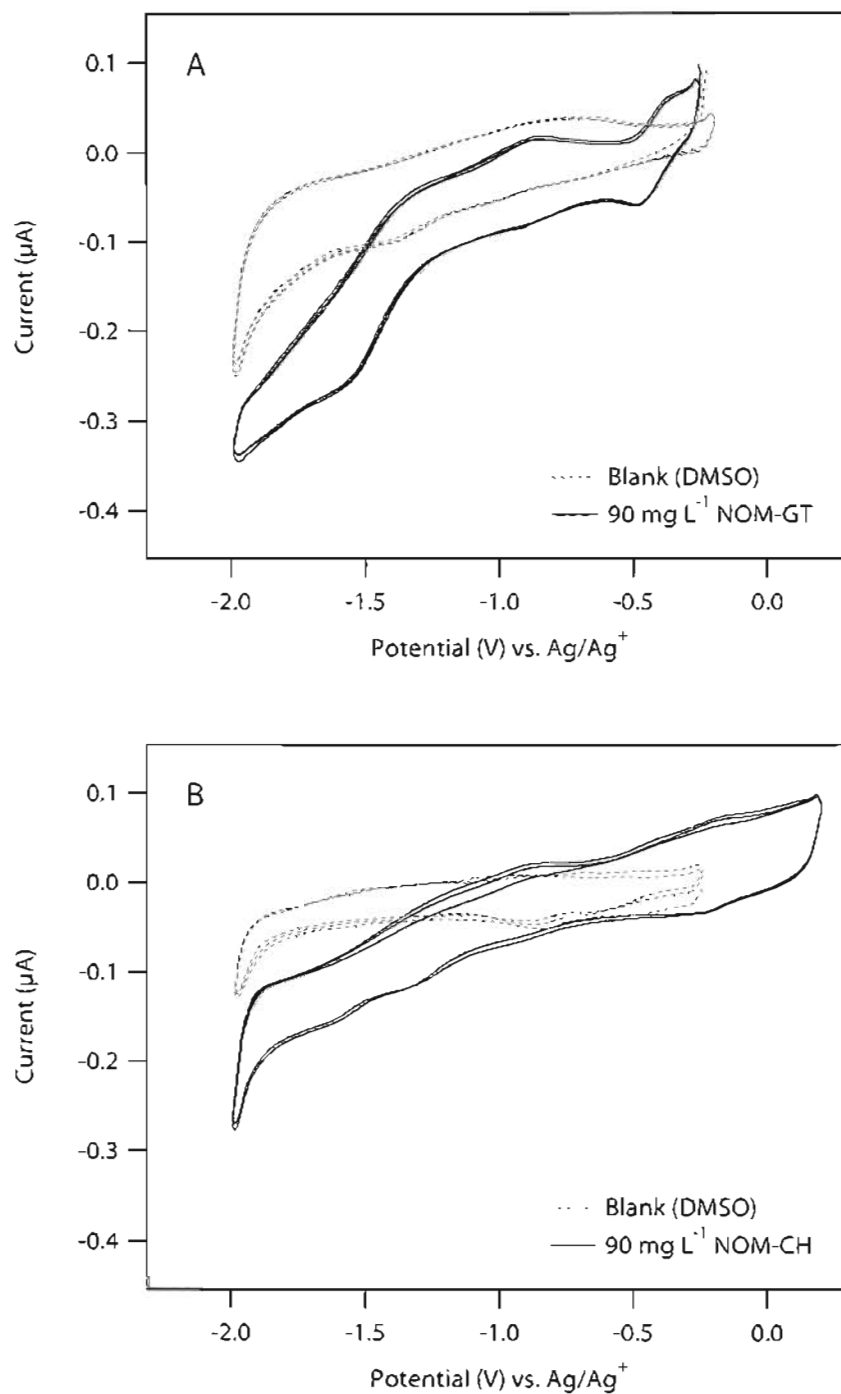 A
0.1
0.0
-0.1
-0.2
-0.3
-0.4
Current (µA)
Blank (DMSO)
90 mg L⁻¹ NOM-GT
-2.0 -1.5 -1.0 -0.5 0.0
Potential (V) vs. Ag/Ag⁺
B
0.1
0.0
-0.1
-0.2
-0.3
-0.4
Current (µA)
Blank (DMSO)
90 mg L⁻¹ NOM-CH
-2.0 -1.5 -1.0 -0.5 0.0
Potential (V) vs. Ag/Ag⁺